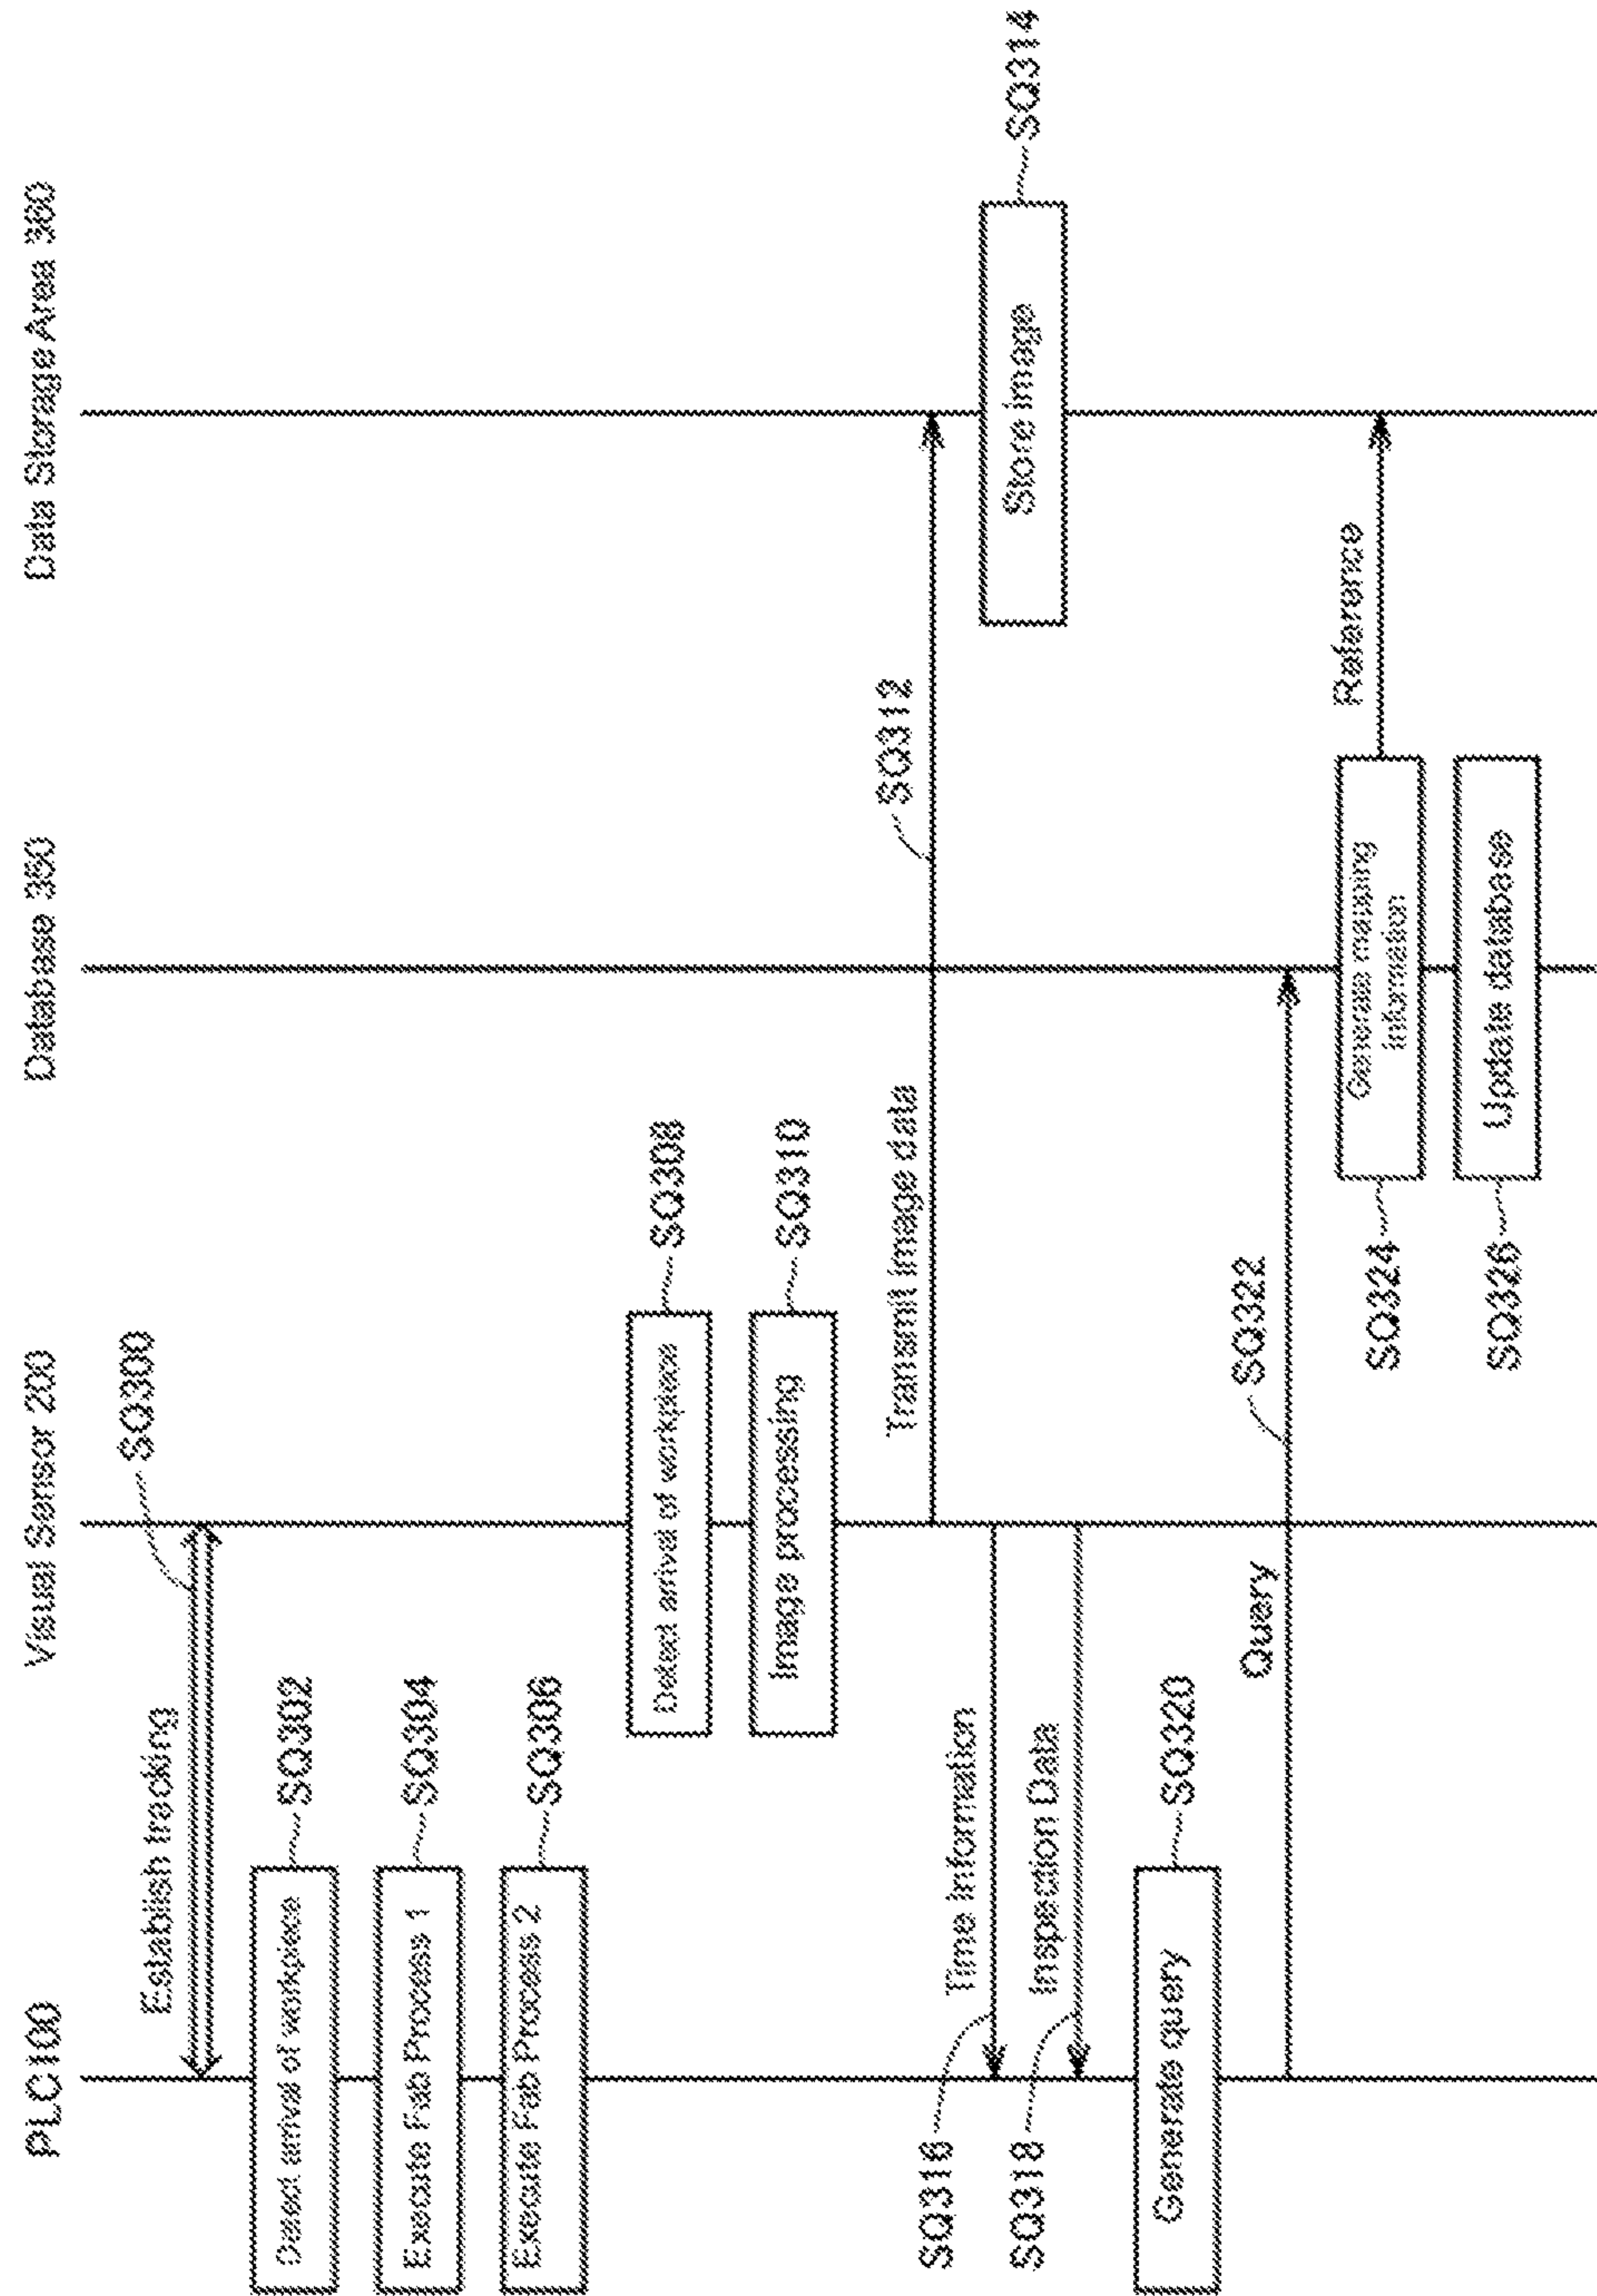 PLC100
Visual Sensor 200
Database 350
Data Storage Area 360
Establish tracking
SQ300
Detect arrival of workpiece
SQ302
Execute Fab Process 1
SQ304
Execute Fab Process 2
SQ306
Detect arrival of workpiece
SQ308
Image processing
SQ310
Transmit image data
SQ312
Store image
SQ314
SQ316
Time Information
SQ318
Inspection Data
Generate query
SQ320
Query
SQ322
SQ324
Generate mapping
information
Reference
SQ326
Update database